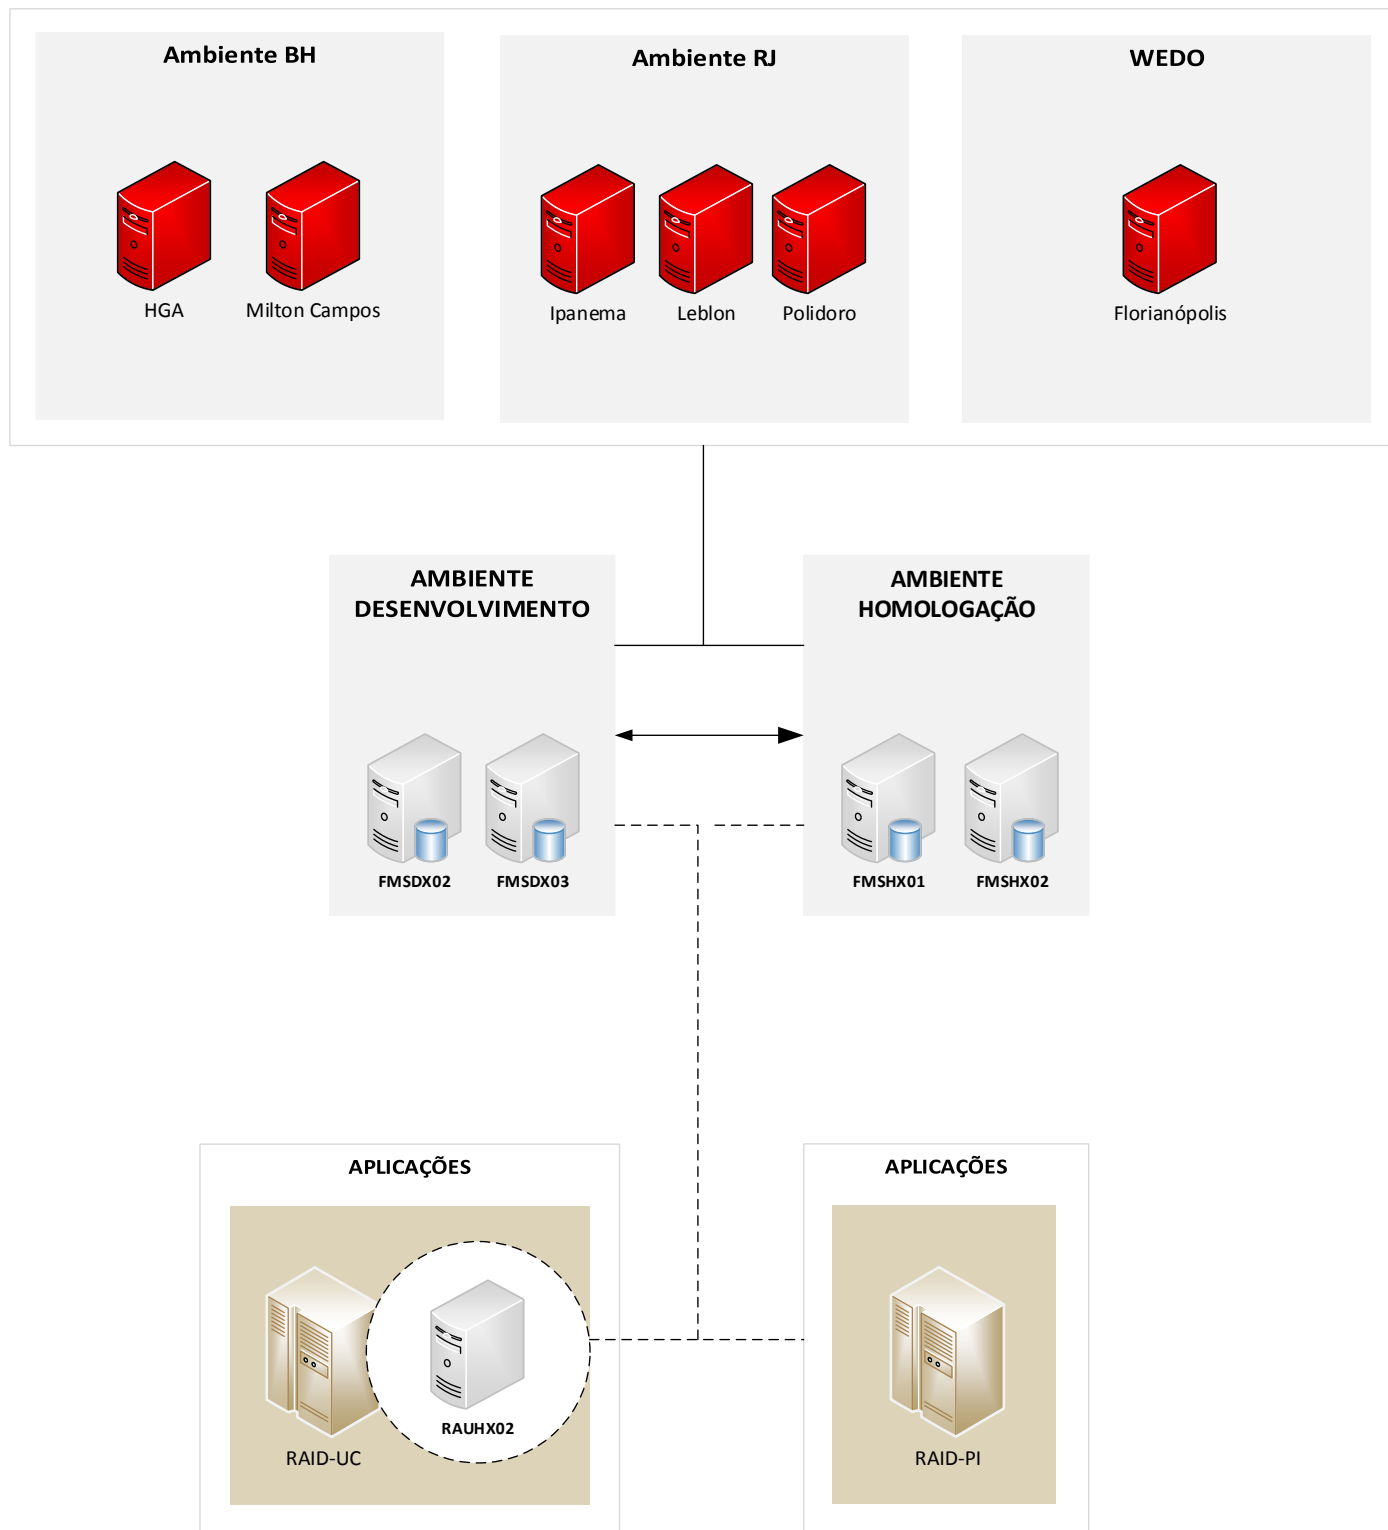 Ambiente BH
Ambiente RJ
WEDO
HGA
Milton Campos
Ipanema
Leblon
Polidoro
Florianópolis
AMBIENTE
DESENVOLVIMENTO
AMBIENTE
HOMOLOGAÇÃO
FMSDX02
FMSDX03
FMSHX01
FMSHX02
APLICAÇÕES
APLICAÇÕES
RAUHX02
RAID-UC
RAID-PI